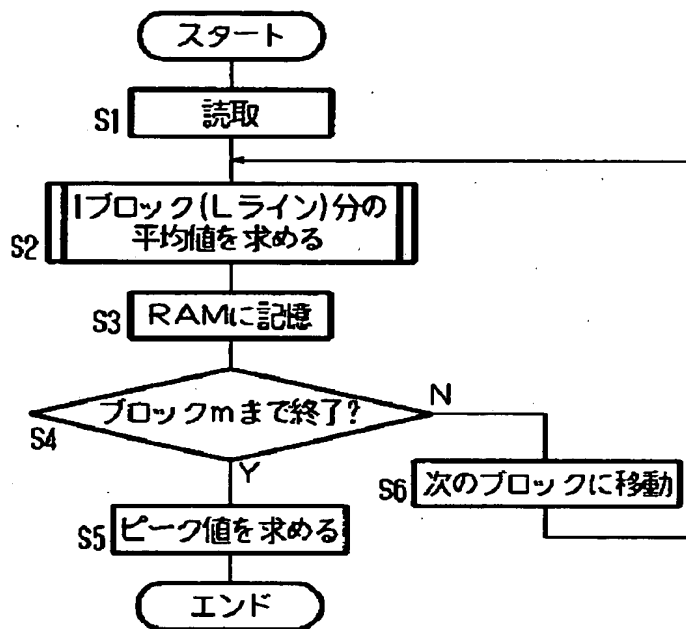 スタート
S1 読取
1ブロック(Lライン)分の
S2 平均値を求める
S3 RAMに記憶
ブロックmまで終了?
N
S4
Y
S6 次のブロックに移動
S5 ピーク値を求める
エンド